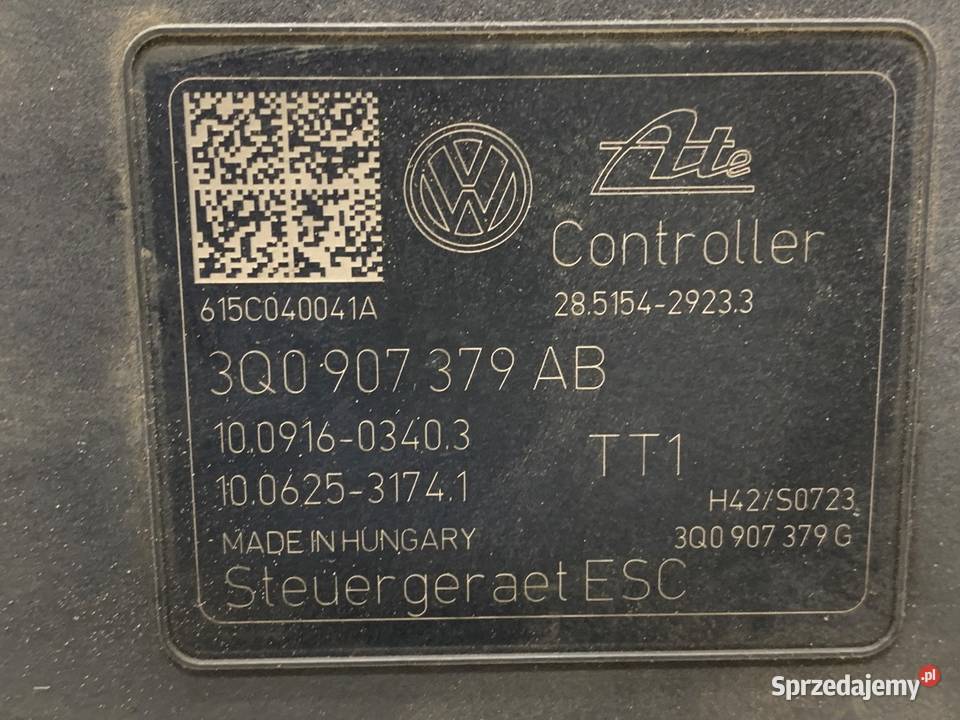 VW
Ate
Controller
615C040041A
28.5154-2923.3
3Q0 907 379 AB
10.0916-0340.3
TT1
10.0625-3174.1
H42/S0723
MADE IN HUNGARY
3Q0 907 379 G
Steuergeraet ESC
Sprzedajemy.pl